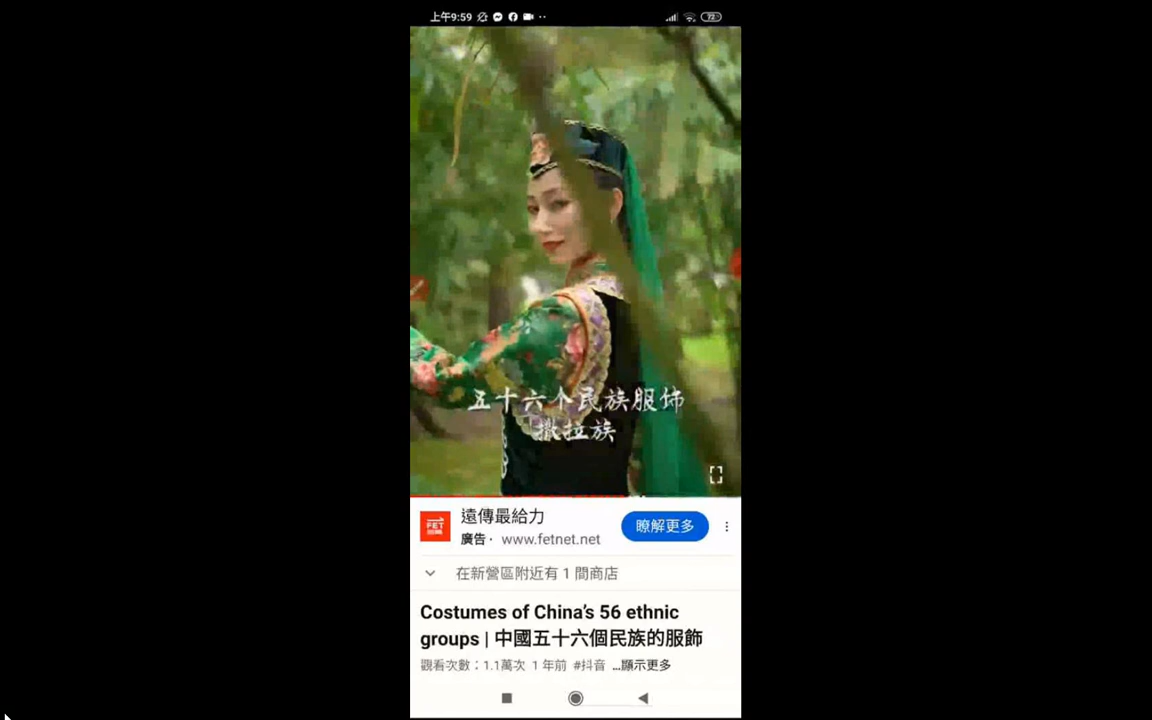 上午9:59
72
五十六个民族服饰
撒拉族
FET
遠傳最給力
瞭解更多
廣告 · www.fetnet.net
在新營區附近有 1 間商店
Costumes of China's 56 ethnic
groups | 中國五十六個民族的服飾
觀看次數：1.1萬次 1 年前 #抖音 ...顯示更多